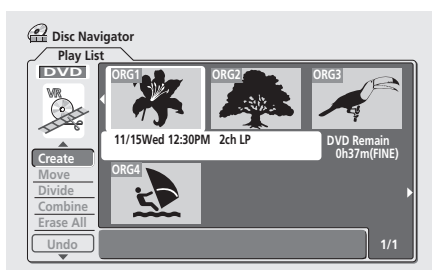 Disc Navigator
Play List
DVD
VR
ORG1
ORG2
ORG3
11/15Wed 12:30PM 2ch LP
DVD Remain
0h37m(FINE)
Create
Move
Divide
Combine
Erase All
Undo
ORG4
1/1